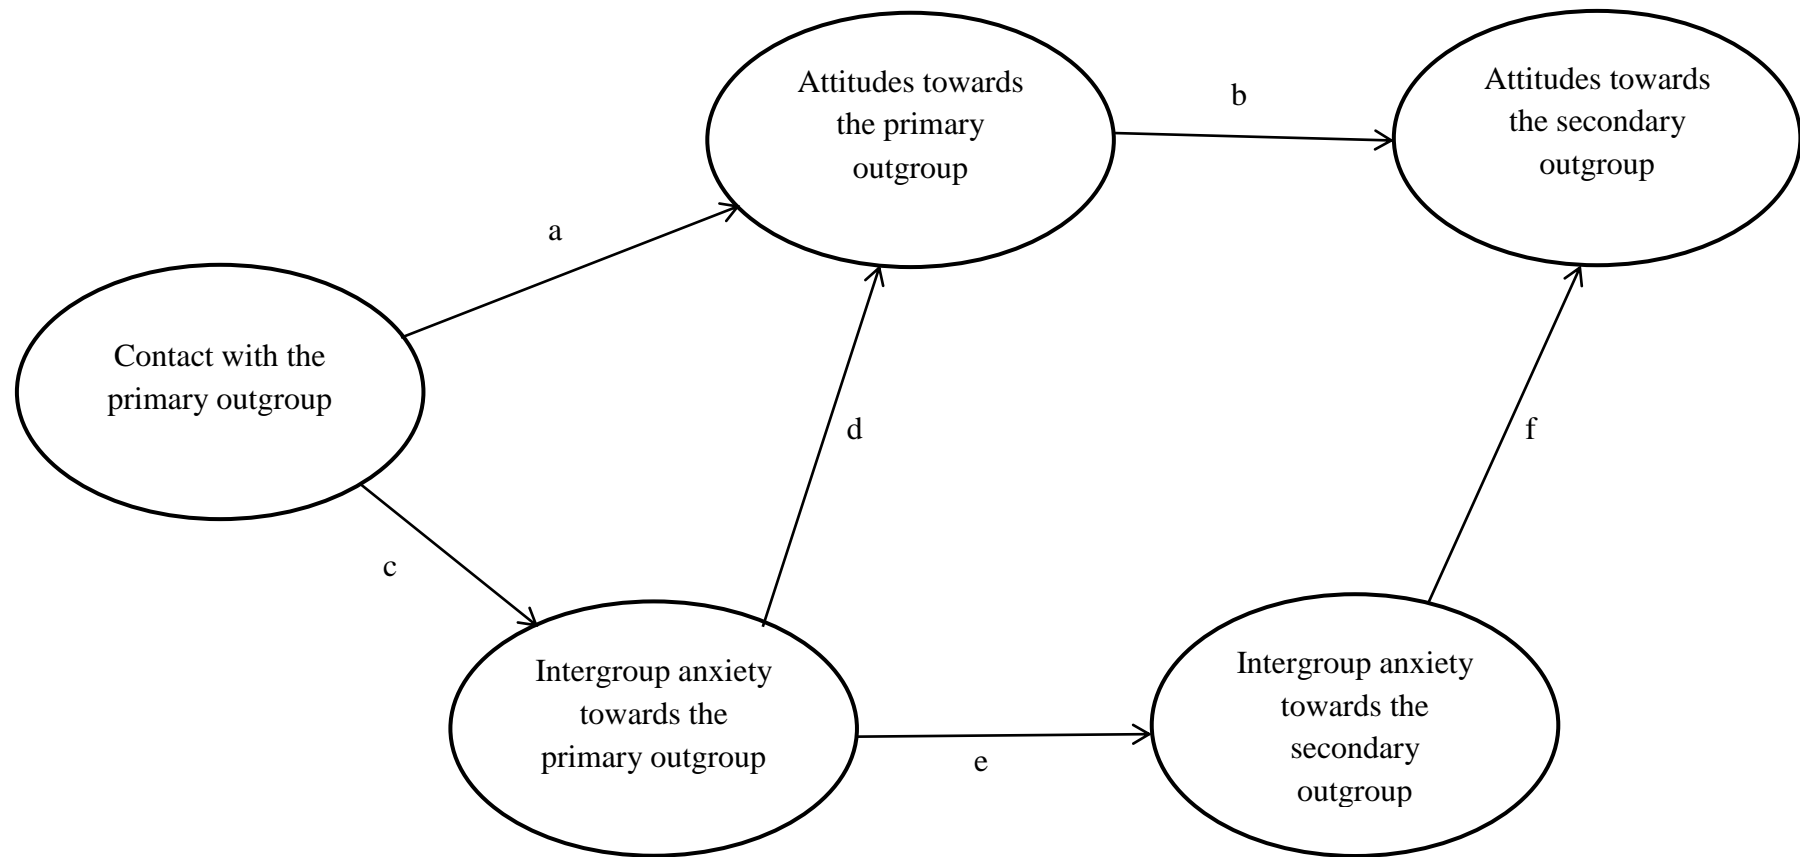 Attitudes towards
the primary
outgroup
b
Attitudes towards
the secondary
outgroup
a
Contact with the
primary outgroup
d
f
c
Intergroup anxiety
towards the
primary outgroup
e
Intergroup anxiety
towards the
secondary
outgroup